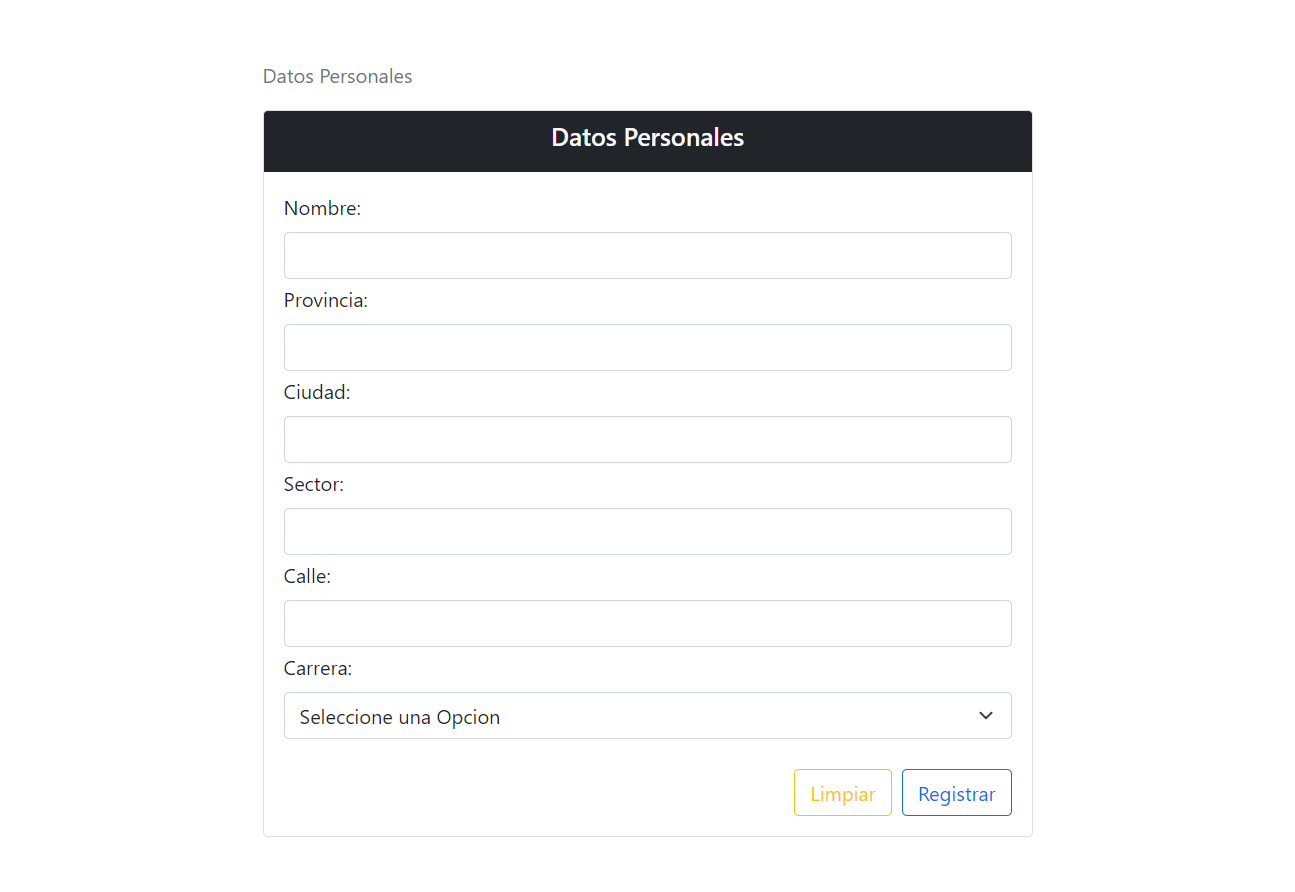 Datos Personales
Datos Personales
Nombre:
Provincia:
Ciudad:
Sector:
Calle:
Carrera:
Seleccione una Opcion
Limpiar Registrar